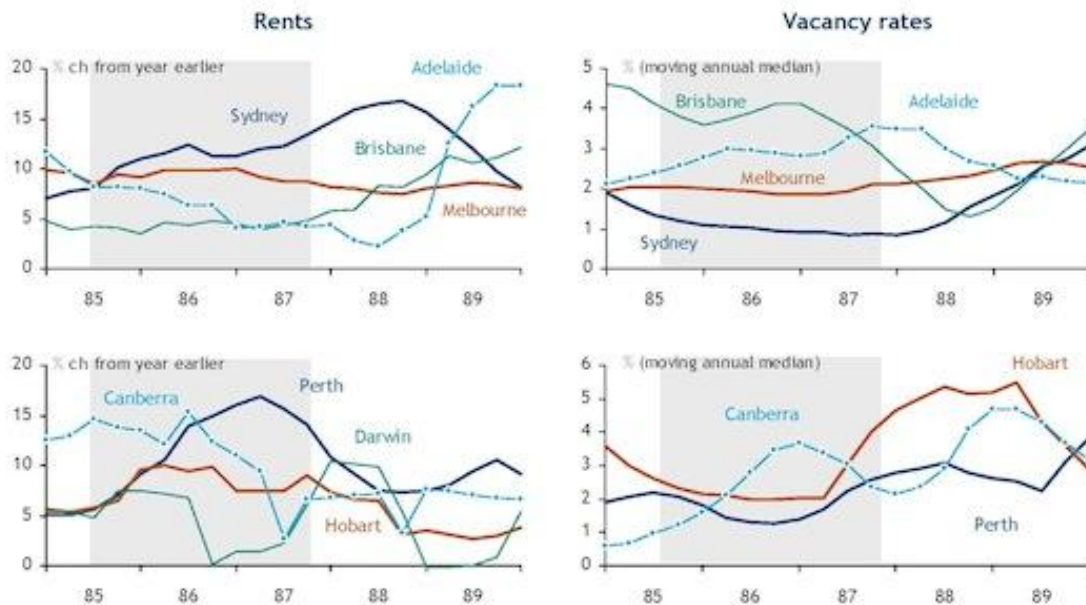 Rents
% ch from year earlier
20
15
10
5
0
Adelaide
Sydney
Brisbane
Melbourne
85 86 87 88 89
Vacancy rates
% (moving annual median)
5
4
3
2
1
0
Brisbane
Adelaide
Melbourne
Sydney
85 86 87 88 89
% ch from year earlier
20
15
10
5
0
Canberra
Perth
Darwin
Hobart
85 86 87 88 89
% (moving annual median)
6
5
4
3
2
1
0
Hobart
Canberra
Perth
85 86 87 88 89